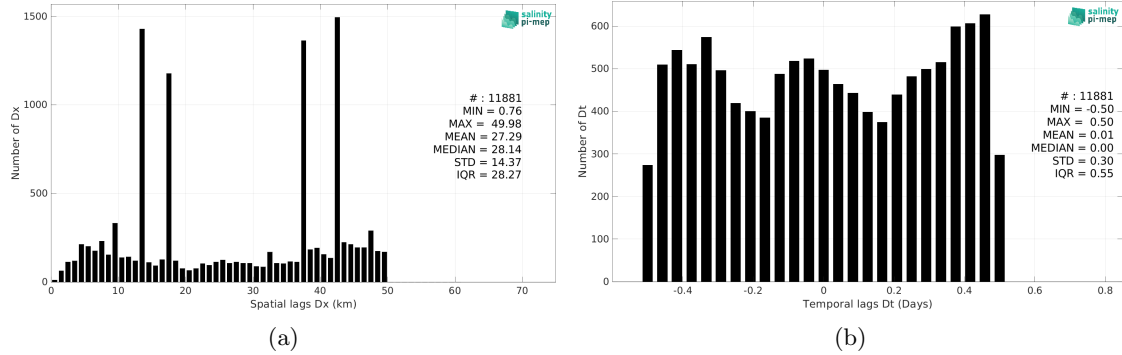 1500
1000
500
0
0
10
20
30
40
50
60
70
Number of Dx
Spatial lags Dx (km)
salinity
pi-mep
# : 11881
MIN = 0.76
MAX = 49.98
MEAN = 27.29
MEDIAN = 28.14
STD = 14.37
IQR = 28.27
(a)
600
500
400
300
200
100
0
-0.4
-0.2
0
0.2
0.4
0.6
0.8
Number of Dt
Temporal lags Dt (Days)
salinity
pi-mep
# : 11881
MIN = -0.50
MAX = 0.50
MEAN = 0.01
MEDIAN = 0.00
STD = 0.30
IQR = 0.55
(b)